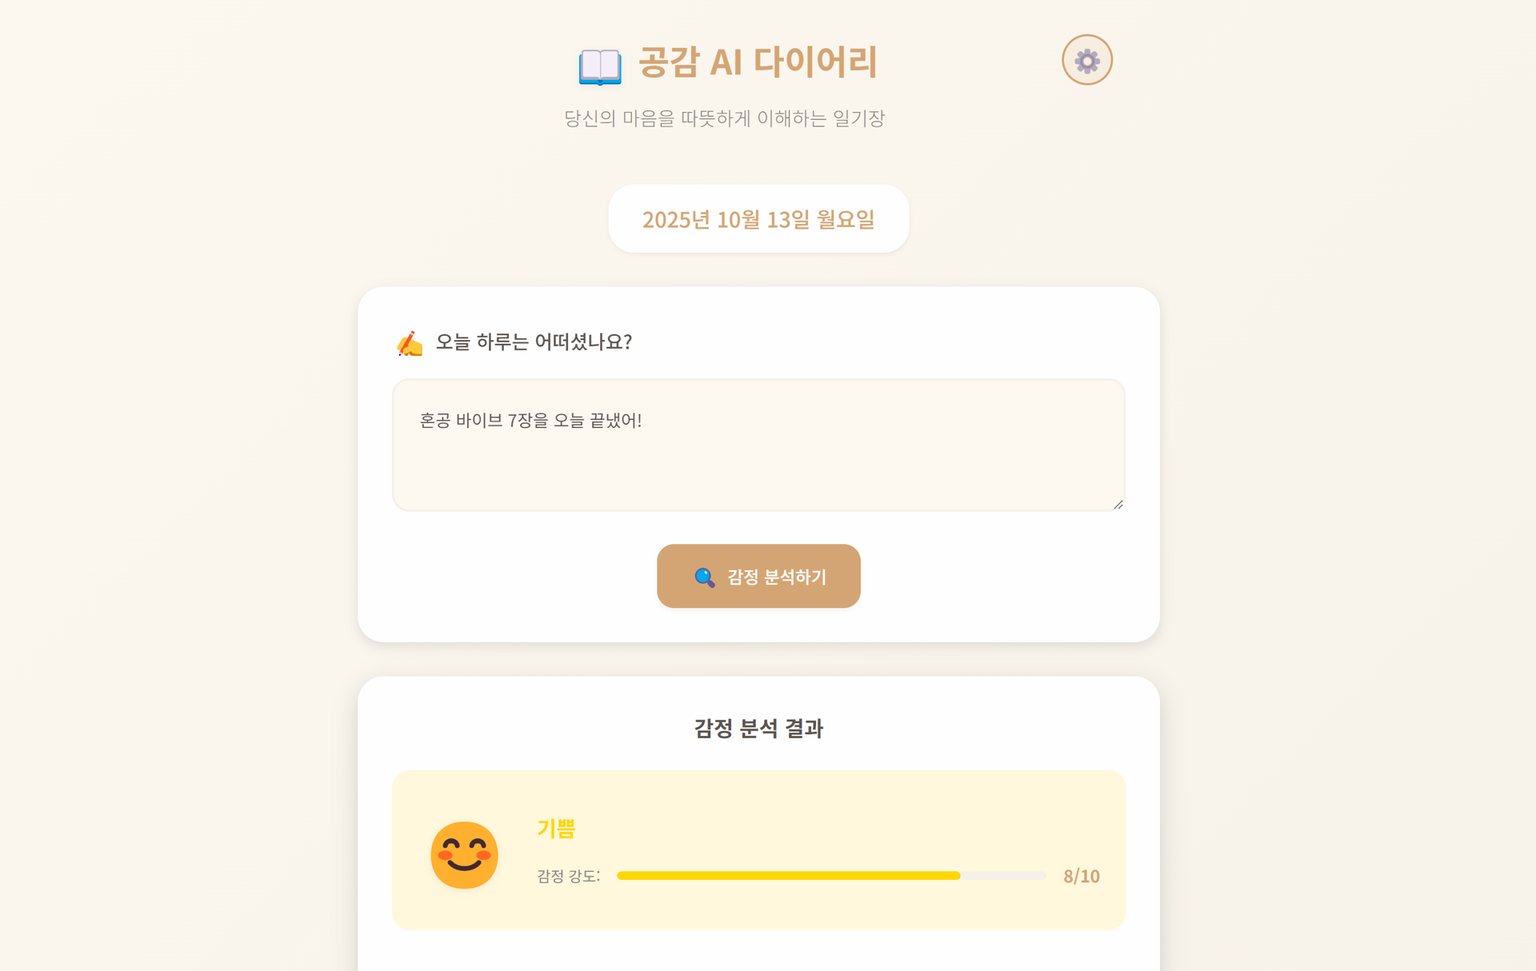 공감 AI 다이어리
당신의 마음을 따뜻하게 이해하는 일기장
2025년 10월 13일 월요일
오늘 하루는 어떠셨나요?
혼공 바이브 7장을 오늘 끝냈어!
감정 분석하기
감정 분석 결과
기쁨
감정 강도: 8/10